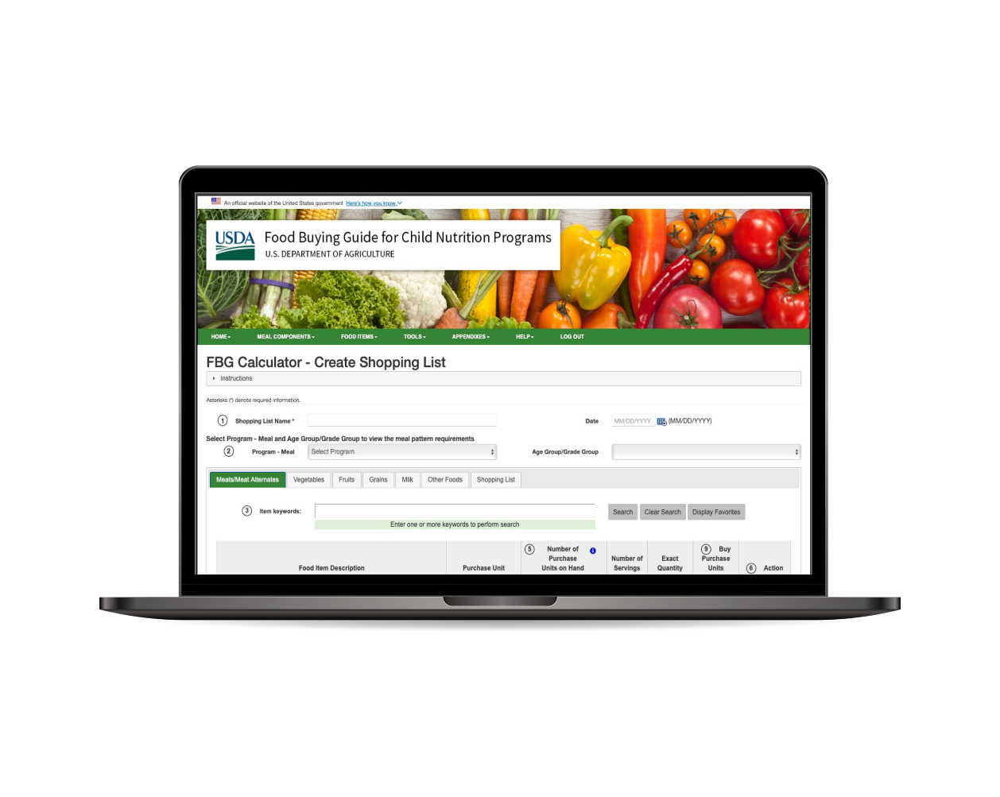 An official website of the United States government Here's how you know
USDA Food Buying Guide for Child Nutrition Programs
U.S. DEPARTMENT OF AGRICULTURE
HOME MEAL COMPONENTS FOOD ITEMS TOOLS APPENDIXES HELP LOG OUT
FBG Calculator - Create Shopping List
Instructions
Asterisks (*) denote required information.
1 Shopping List Name * Date MM/DD/YYYY (MM/DD/YYYY)
Select Program - Meal and Age Group/Grade Group to view the meal pattern requirements
2 Program - Meal Select Program Age Group/Grade Group
Meats/Meat Alternates Vegetables Fruits Grains Milk Other Foods Shopping List
3 Item keywords: Search Clear Search Display Favorites
Enter one or more keywords to perform search
5 Number of 9 Buy
Purchase Number of Exact Purchase
Food Item Description Purchase Unit Units on Hand Servings Quantity Units 6 Action